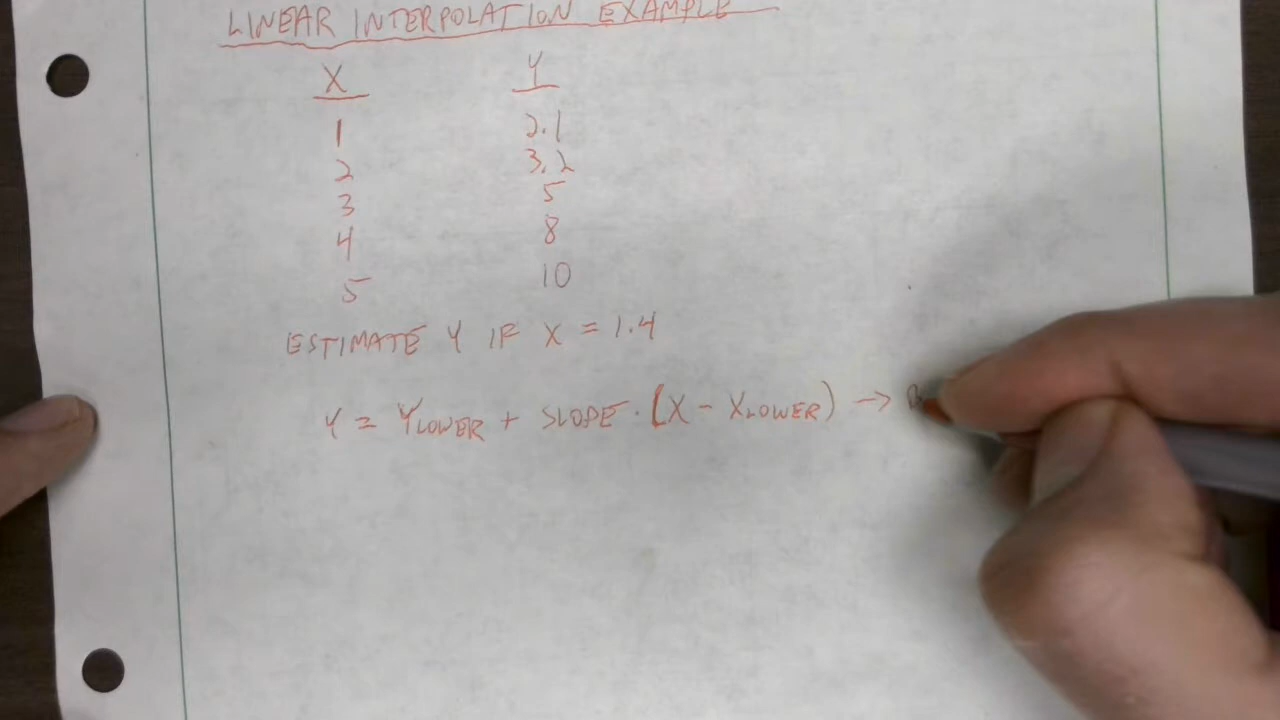 LINEAR INTERPOLATION EXAMPLE
X Y
1 2.1
2 3.2
3 5
4 8
5 10
ESTIMATE Y IF X = 1.4
Y = YLOWER + SLOPE · (X - XLOWER) →